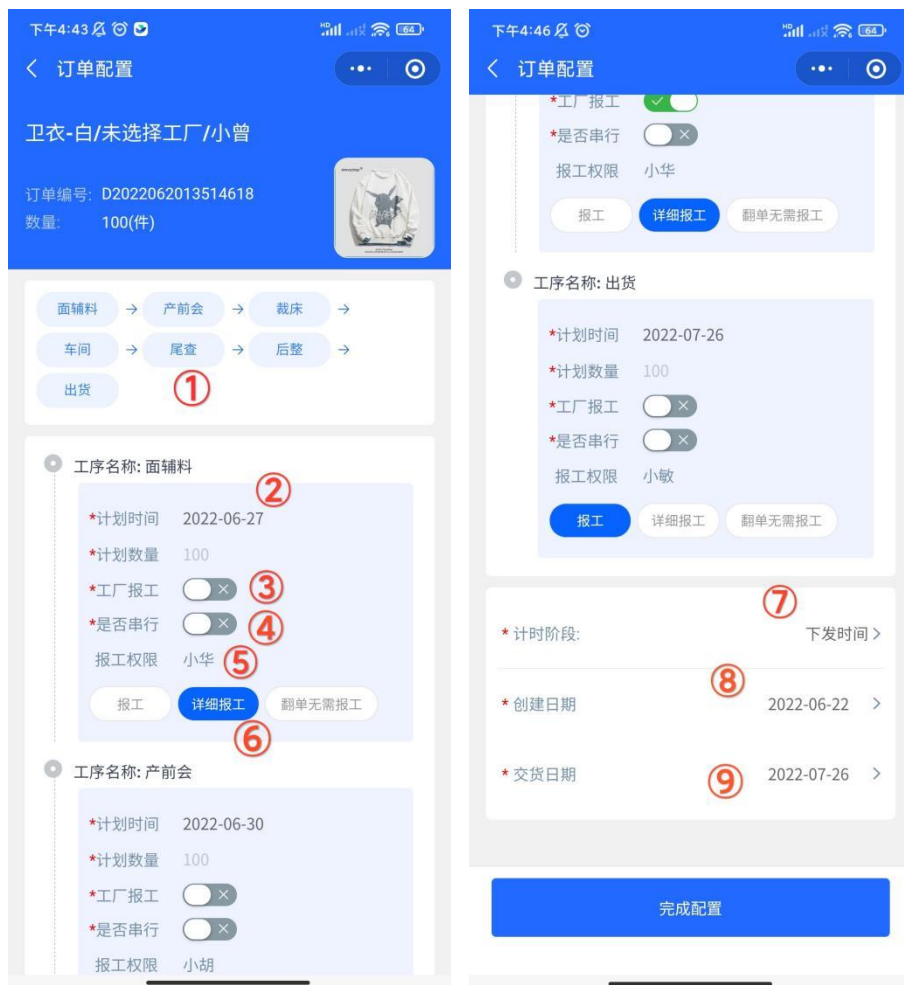 下午4:43
64
订单配置
卫衣-白/未选择工厂/小曾
订单编号: D2022062013514618
数量: 100(件)
面辅料 → 产前会 → 裁床 →
车间 → 尾查 → 后整 →
出货 ①
工序名称: 面辅料
②
*计划时间 2022-06-27
*计划数量 100
*工厂报工 ③
*是否串行 ④
报工权限 小华 ⑤
报工 详细报工 翻单无需报工
⑥
工序名称: 产前会
*计划时间 2022-06-30
*计划数量 100
*工厂报工
*是否串行
报工权限 小胡
下午4:46
64
订单配置
*工厂报工
*是否串行
报工权限 小华
报工 详细报工 翻单无需报工
工序名称: 出货
*计划时间 2022-07-26
*计划数量 100
*工厂报工
*是否串行
报工权限 小敏
报工 详细报工 翻单无需报工
⑦
* 计时阶段: 下发时间 >
⑧
* 创建日期 2022-06-22 >
* 交货日期 ⑨ 2022-07-26 >
完成配置